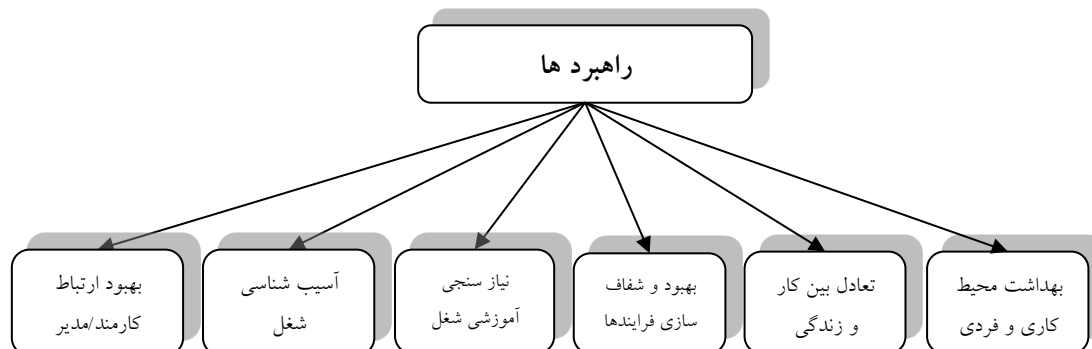 راهبرد ها
بهداشت محیط
کاری و فردی
تعادل بین کار
و زندگی
بهبود و شفاف
سازی فرایندها
نیاز سنجی
آموزشی شغل
آسیب شناسی
شغل
بهبود ارتباط
کارمند/مدیر